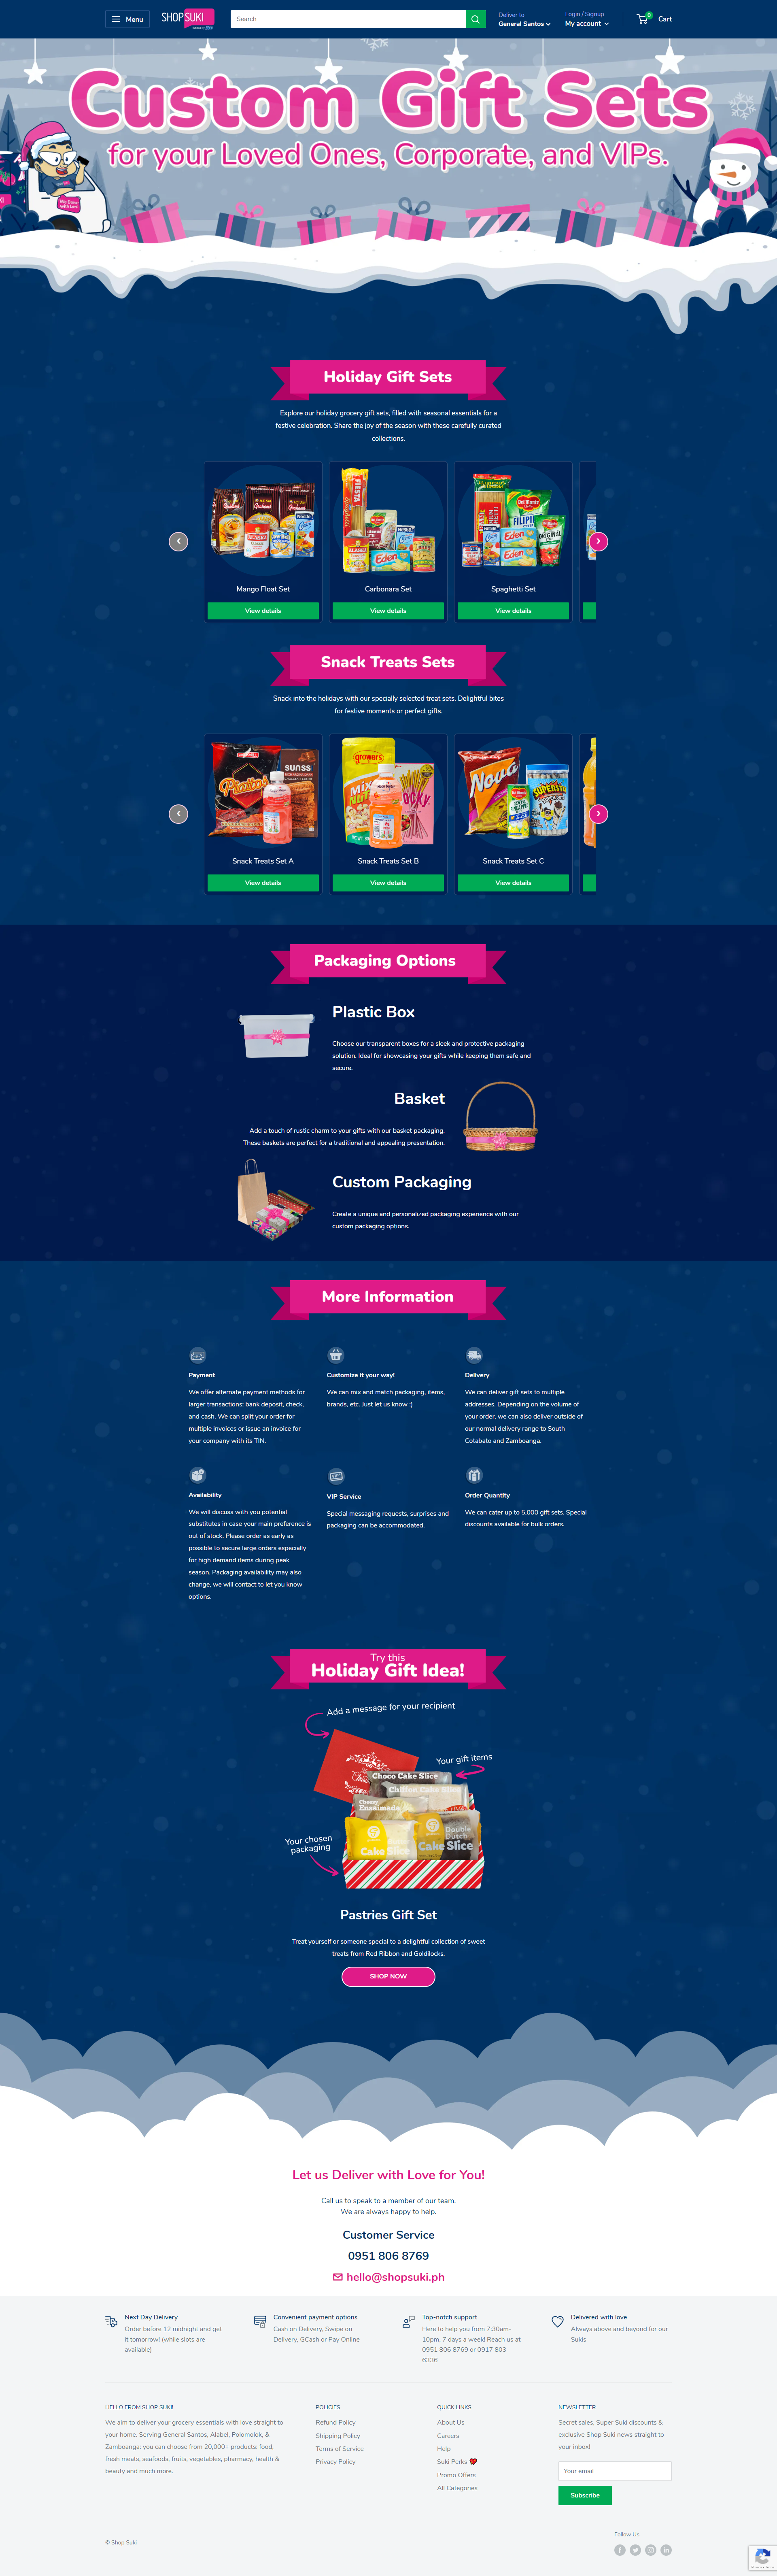 Menu
SHOP SUKI
Search
Deliver to
General Santos
Login / Signup
My account
0
Cart
Custom Gift Sets
for your Loved Ones, Corporate, and VIPs.
We Deliver
with Love!
Holiday Gift Sets
Explore our holiday grocery gift sets, filled with seasonal essentials for a
festive celebration. Share the joy of the season with these carefully curated
collections.
Mango Float Set
View details
Carbonara Set
View details
Spaghetti Set
View details
Snack Treats Sets
Snack into the holidays with our specially selected treat sets. Delightful bites
for festive moments or perfect gifts.
Snack Treats Set A
View details
Snack Treats Set B
View details
Snack Treats Set C
View details
Packaging Options
Plastic Box
Choose our transparent boxes for a sleek and protective packaging
solution. Ideal for showcasing your gifts while keeping them safe and
secure.
Basket
Add a touch of rustic charm to your gifts with our basket packaging.
These baskets are perfect for a traditional and appealing presentation.
Custom Packaging
Create a unique and personalized packaging experience with our
custom packaging options.
More Information
Payment
We offer alternate payment methods for
larger transactions: bank deposit, check,
and cash. We can split your order for
multiple invoices or issue an invoice for
your company with its TIN.
Customize it your way!
We can mix and match packaging, items,
brands, etc. Just let us know :)
Delivery
We can deliver gift sets to multiple
addresses. Depending on the volume of
your order, we can also deliver outside of
our normal delivery range to South
Cotabato and Zamboanga.
Availability
We will discuss with you potential
substitutes in case your main preference is
out of stock. Please order as early as
possible to secure large orders especially
for high demand items during peak
season. Packaging availability may also
change, we will contact to let you know
options.
VIP Service
Special messaging requests, surprises and
packaging can be accommodated.
Order Quantity
We can cater up to 5,000 gift sets. Special
discounts available for bulk orders.
Try this
Holiday Gift Idea!
Add a message for your recipient
Your gift items
Choco Cake Slice
Chiffon Cake Slice
Cheesy
Ensaimada
Double
Dutch
Cake Slice
Cake Slice
Your chosen
packaging
Pastries Gift Set
Treat yourself or someone special to a delightful collection of sweet
treats from Red Ribbon and Goldilocks.
SHOP NOW
Let us Deliver with Love for You!
Call us to speak to a member of our team.
We are always happy to help.
Customer Service
0951 806 8769
hello@shopsuki.ph
Next Day Delivery
Order before 12 midnight and get
it tomorrow! (while slots are
available)
Convenient payment options
Cash on Delivery, Swipe on
Delivery, GCash or Pay Online
Top-notch support
Here to help you from 7:30am-
10pm, 7 days a week! Reach us at
0951 806 8769 or 0917 803
6336
Delivered with love
Always above and beyond for our
Sukis
HELLO FROM SHOP SUKI!
We aim to deliver your grocery essentials with love straight to
your home. Serving General Santos, Alabel, Polomolok, &
Zamboanga: you can choose from 20,000+ products: food,
fresh meats, seafoods, fruits, vegetables, pharmacy, health &
beauty and much more.
POLICIES
Refund Policy
Shipping Policy
Terms of Service
Privacy Policy
QUICK LINKS
About Us
Careers
Help
Suki Perks
Promo Offers
All Categories
NEWSLETTER
Secret sales, Super Suki discounts &
exclusive Shop Suki news straight to
your inbox!
Your email
Subscribe
© Shop Suki
Follow Us
Privacy - Terms